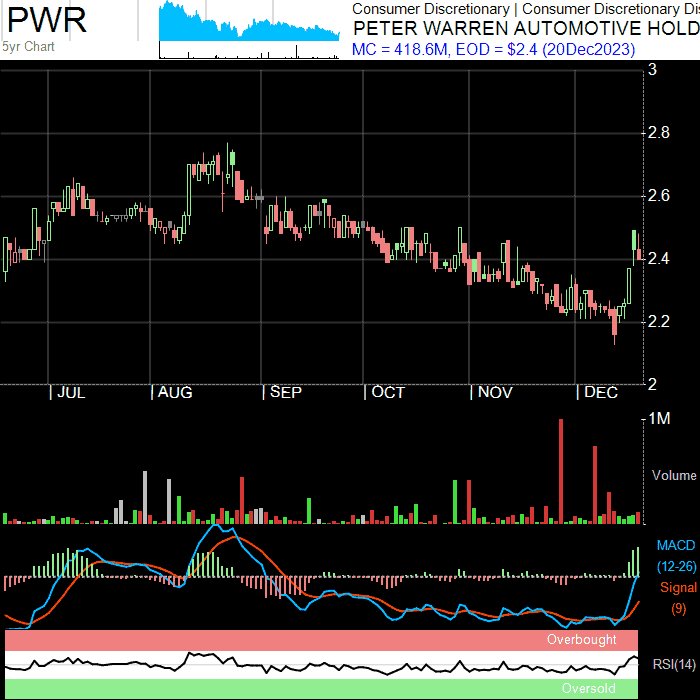 PWR
5yr Chart
Consumer Discretionary | Consumer Discretionary Dis
PETER WARREN AUTOMOTIVE HOLD
MC = 418.6M, EOD = $2.4 (20Dec2023)
3
2.8
2.6
2.4
2.2
2
| JUL | AUG | SEP | OCT | NOV | DEC
1M
Volume
MACD
(12-26)
Signal
(9)
Overbought
RSI(14)
Oversold